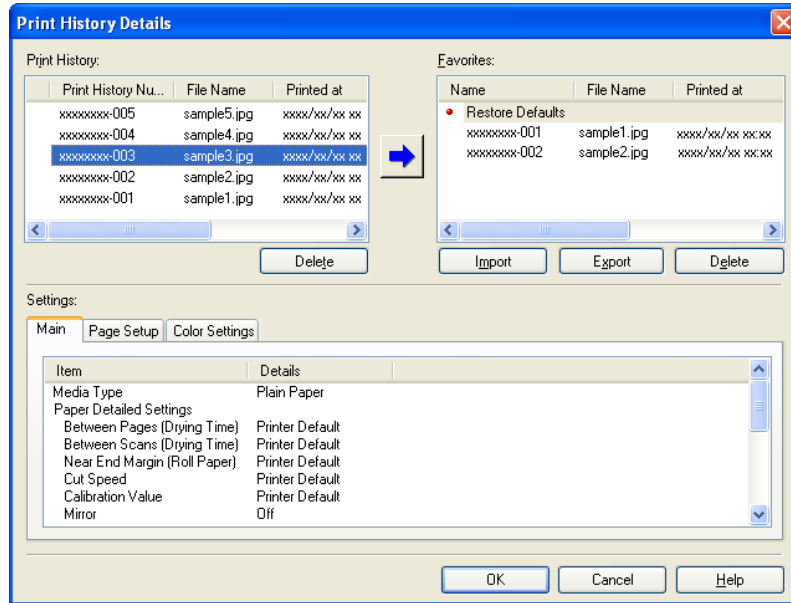 Print History Details
Print History:
Print History Nu... File Name Printed at
xxxxxxxx-005 sample5.jpg xxxx/xx/xx xx
xxxxxxxx-004 sample4.jpg xxxx/xx/xx xx
xxxxxxxx-003 sample3.jpg xxxx/xx/xx xx
xxxxxxxx-002 sample2.jpg xxxx/xx/xx xx
xxxxxxxx-001 sample1.jpg xxxx/xx/xx xx
Delete
Favorites:
Name File Name Printed at
Restore Defaults
xxxxxxxx-001 sample1.jpg xxxx/xx/xx xx:xx
xxxxxxxx-002 sample2.jpg xxxx/xx/xx xx:xx
Import Export Delete
Settings:
Main Page Setup Color Settings
Item Details
Media Type Plain Paper
Paper Detailed Settings
Between Pages (Drying Time) Printer Default
Between Scans (Drying Time) Printer Default
Near End Margin (Roll Paper) Printer Default
Cut Speed Printer Default
Calibration Value Printer Default
Mirror Off
OK Cancel Help